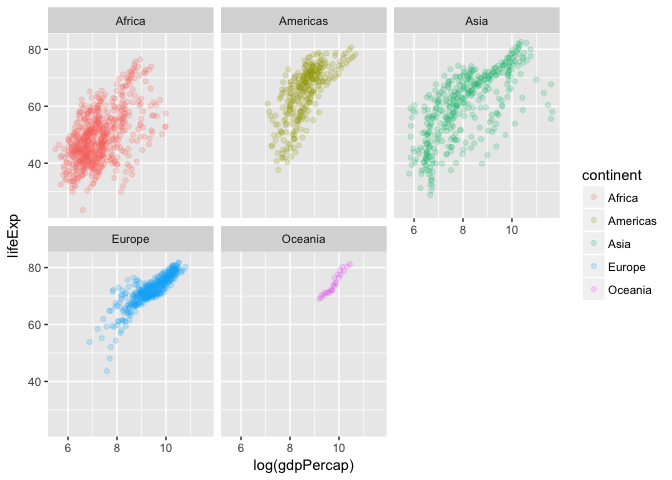 Africa
Americas
Asia
80
60
40
6
8
10
continent
Africa
Americas
Asia
Europe
Oceania
lifeExp
Europe
Oceania
80
60
40
6
8
10
6
8
10
log(gdpPercap)